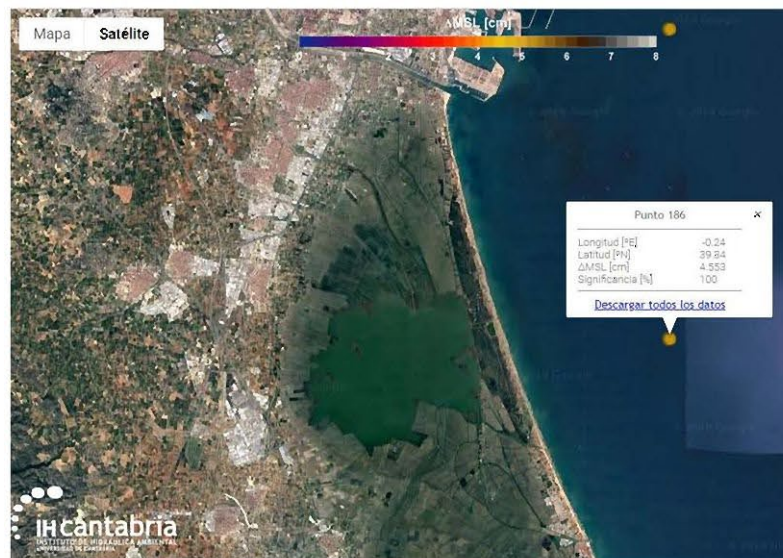 Mapa Satélite
ΔMSL [cm]
1 2 3 4 5 6 7 8
Punto 186 ×
Longitud [ºE] -0.24
Latitud [ºN] 39.84
ΔMSL [cm] 4.553
Significancia [%] 100
Descargar todos los datos
IHcantabria
INSTITUTO DE HIDRÁULICA AMBIENTAL
UNIVERSIDAD DE CANTABRIA